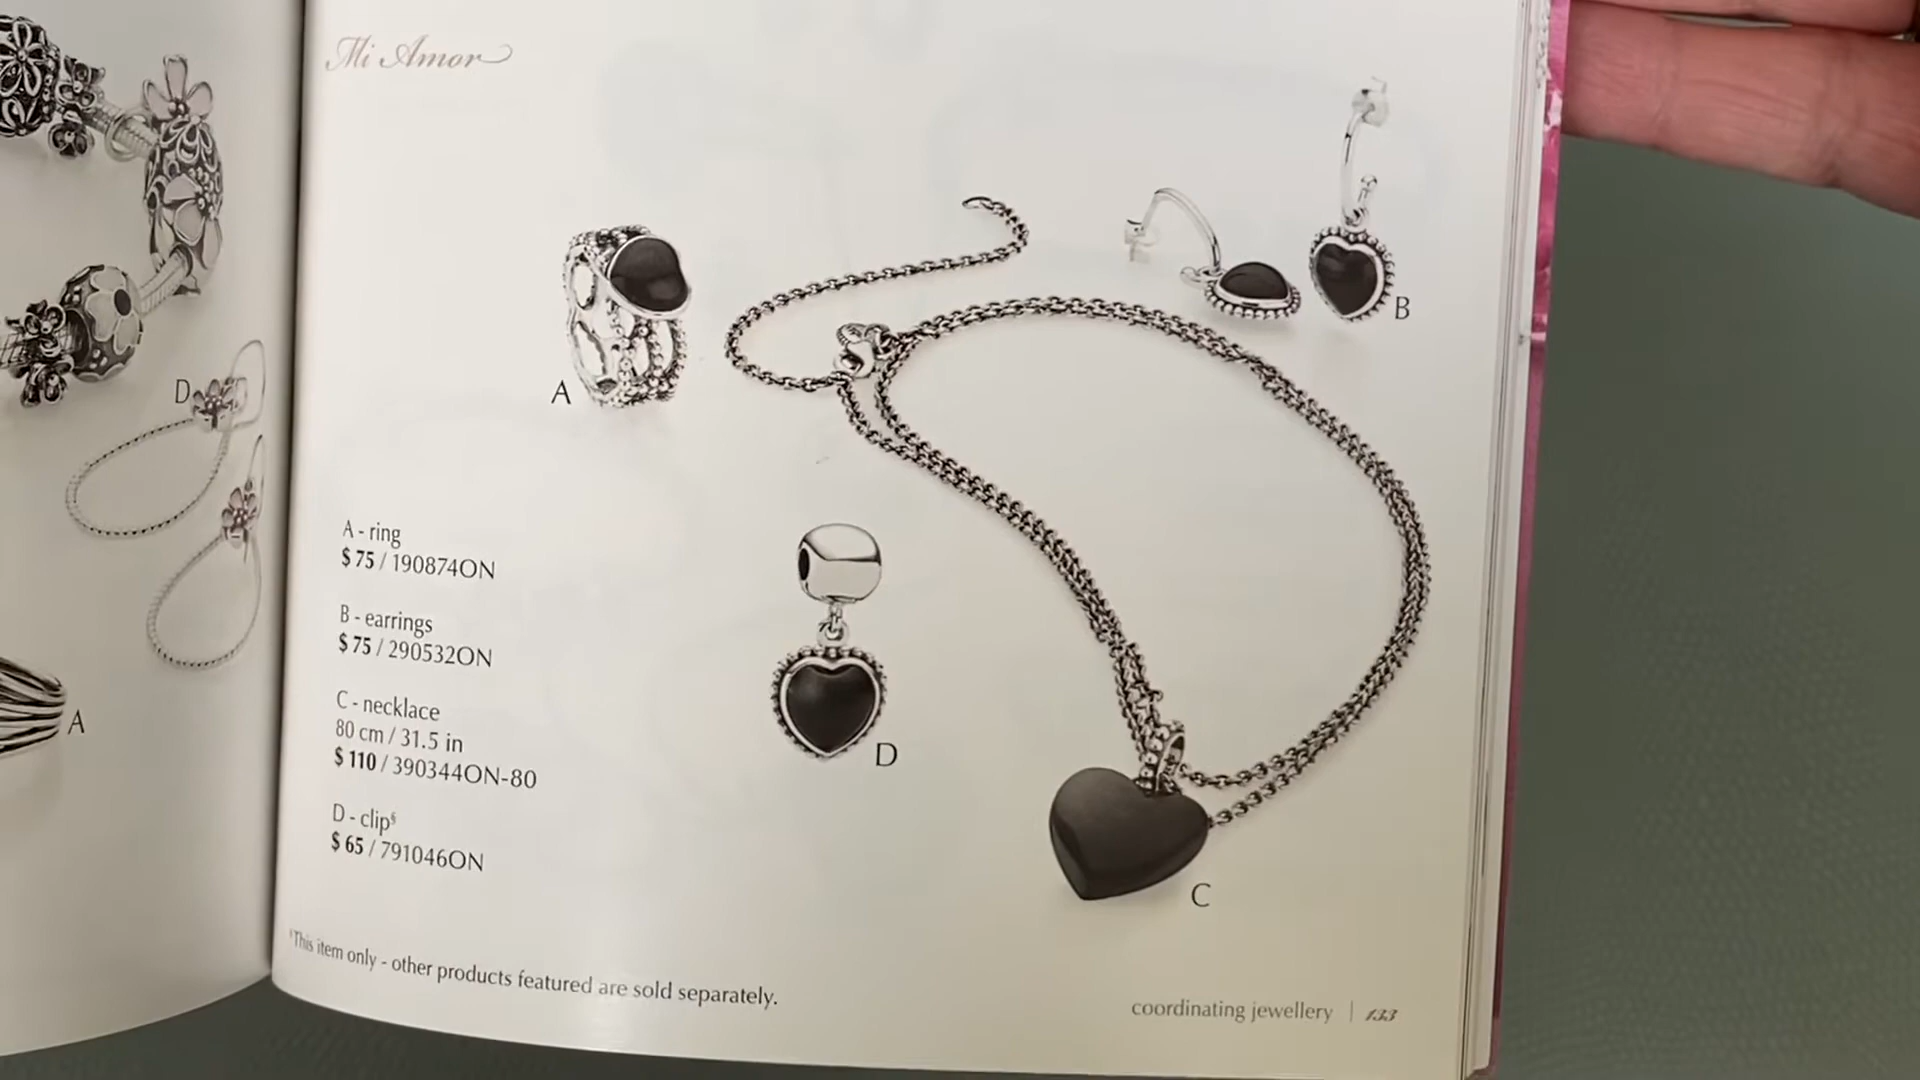 D
A
Mi Amor
A
B
A - ring
$ 75 / 190874ON
B - earrings
$ 75 / 290532ON
C - necklace
80 cm / 31.5 in
$ 110 / 390344ON-80
D - clip§
$ 65 / 791046ON
D
C
§This item only - other products featured are sold separately.
coordinating jewellery | 133